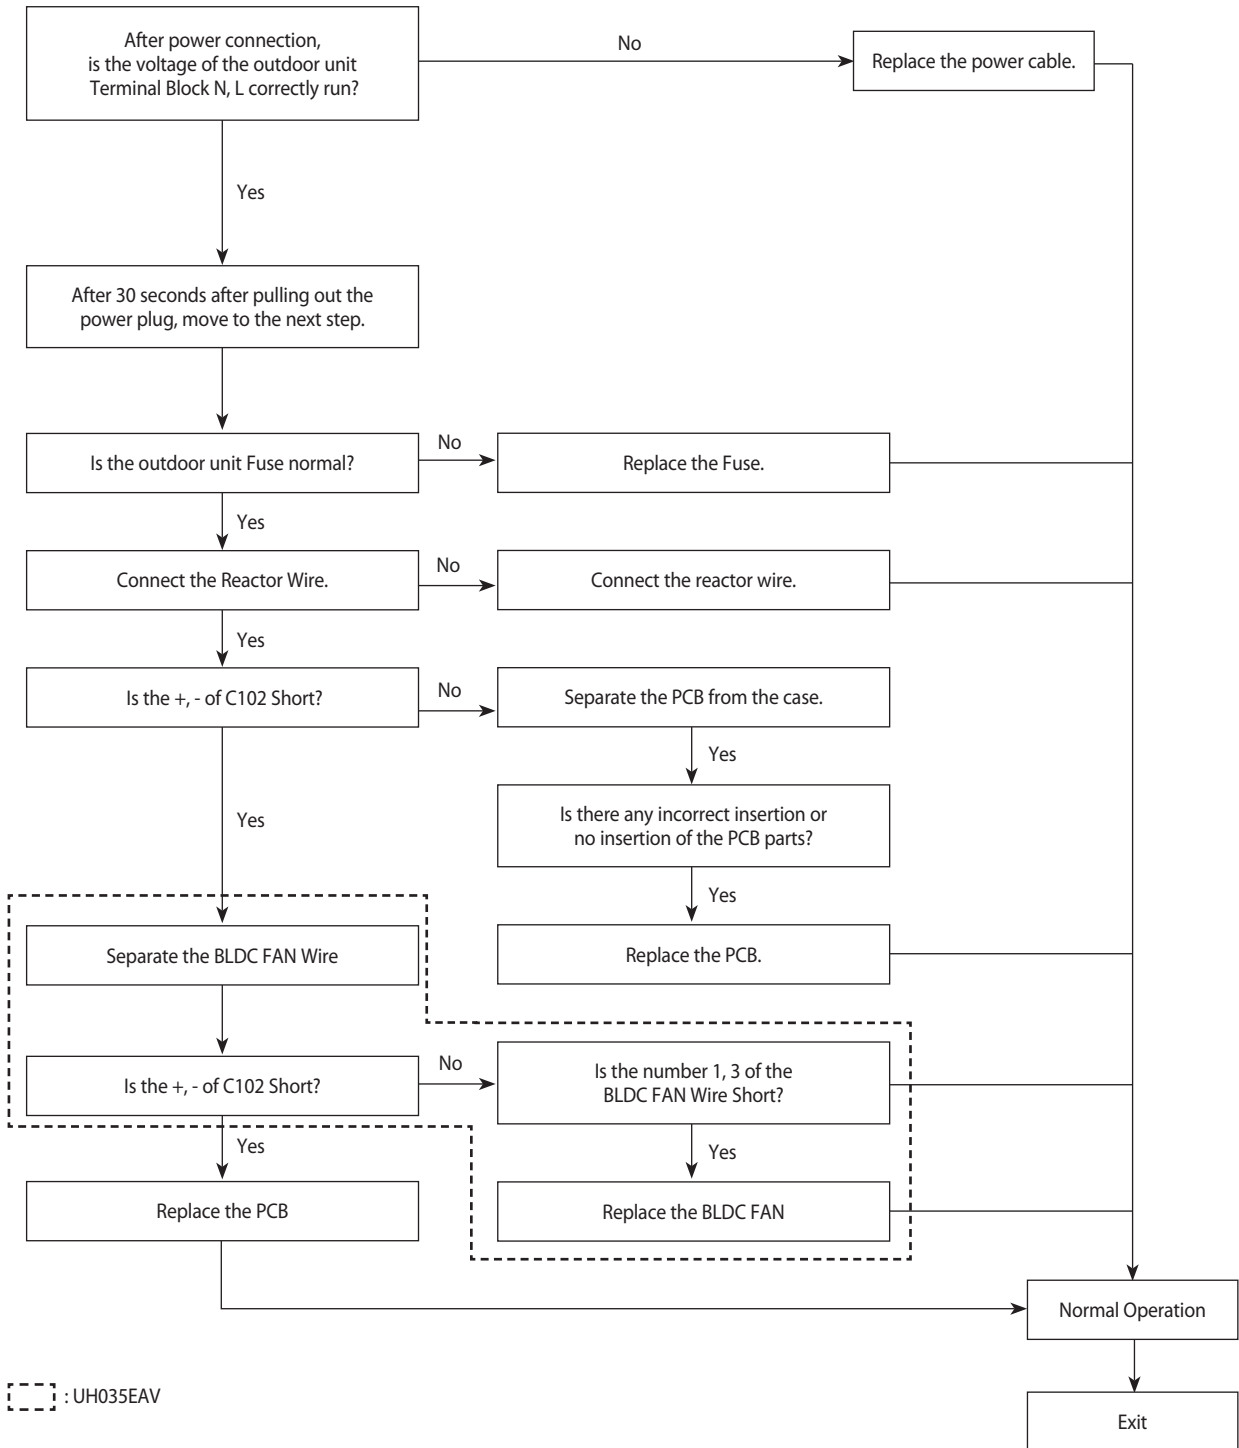 After power connection,
is the voltage of the outdoor unit
Terminal Block N, L correctly run?
No
Replace the power cable.
Yes
After 30 seconds after pulling out the
power plug, move to the next step.
Is the outdoor unit Fuse normal?
No
Replace the Fuse.
Yes
Connect the Reactor Wire.
No
Connect the reactor wire.
Yes
Is the +, - of C102 Short?
No
Separate the PCB from the case.
Yes
Is there any incorrect insertion or
no insertion of the PCB parts?
Yes
Yes
Replace the PCB.
Separate the BLDC FAN Wire
Is the +, - of C102 Short?
No
Is the number 1, 3 of the
BLDC FAN Wire Short?
Yes
Yes
Replace the PCB
Replace the BLDC FAN
Normal Operation
: UH035EAV
Exit